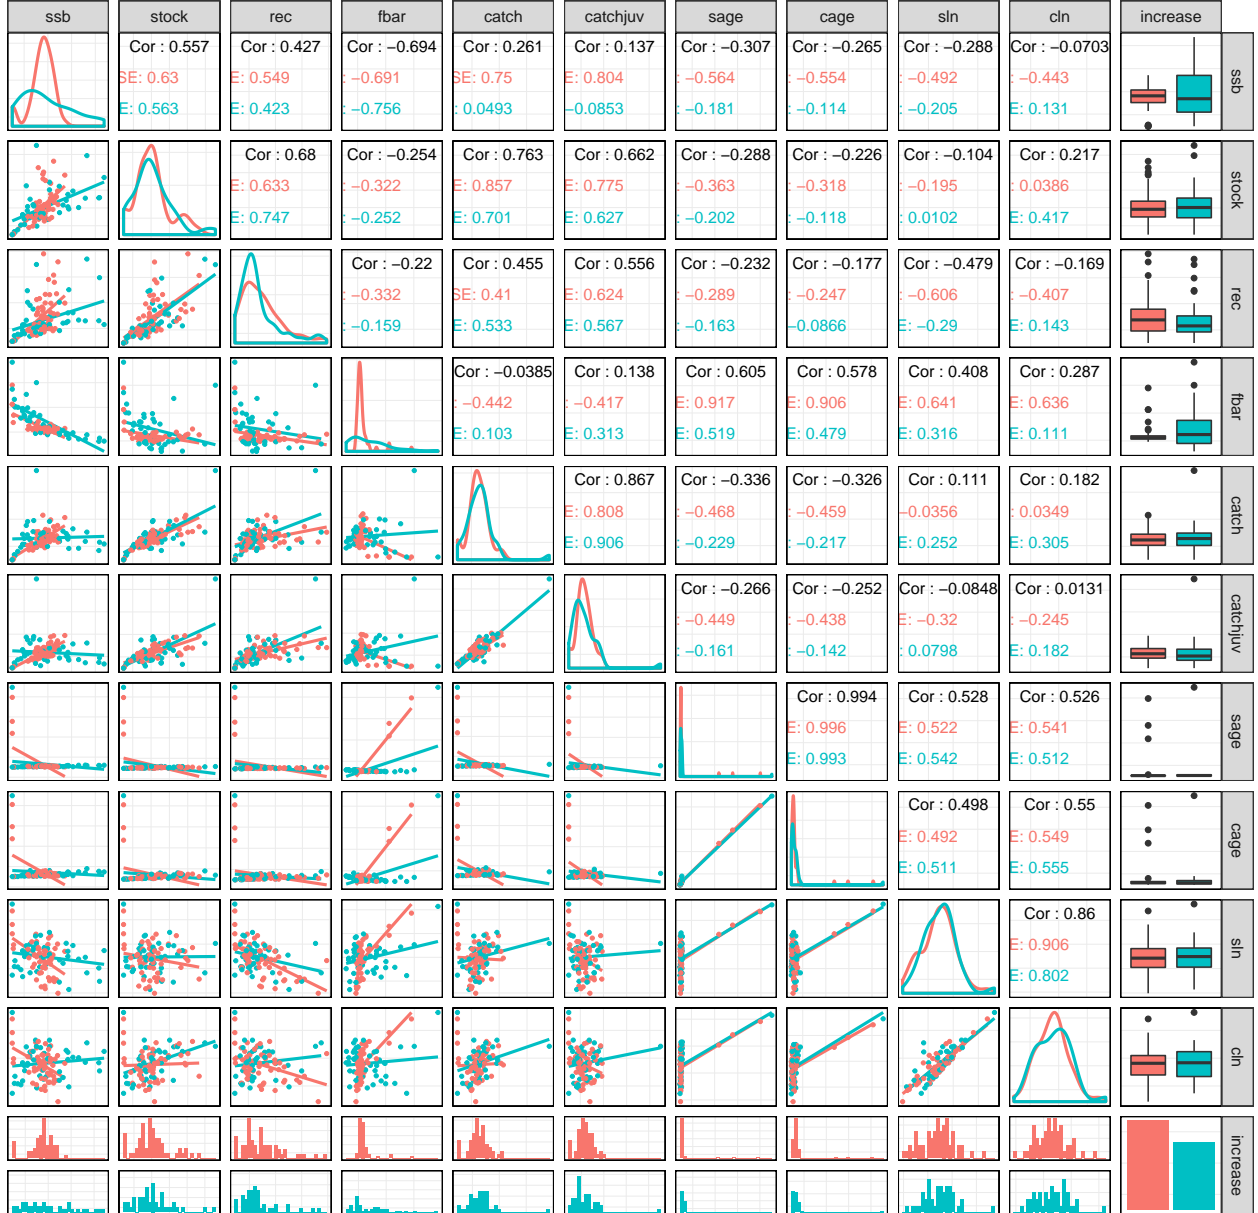 ssb stock rec fbar catch catchjuv sage cage sln cln increase
Cor : 0.557 Cor : 0.427 Cor : −0.694 Cor : 0.261 Cor : 0.137 Cor : −0.307 Cor : −0.265 Cor : −0.288 Cor : −0.0703 ssb
SE: 0.63 E: 0.549 : −0.691 SE: 0.75 E: 0.804 : −0.564 : −0.554 : −0.492 : −0.443
E: 0.563 E: 0.423 : −0.756 : 0.0493 −0.0853 : −0.181 : −0.114 : −0.205 E: 0.131
Cor : 0.68 Cor : −0.254 Cor : 0.763 Cor : 0.662 Cor : −0.288 Cor : −0.226 Cor : −0.104 Cor : 0.217 stock
E: 0.633 : −0.322 E: 0.857 E: 0.775 : −0.363 : −0.318 : −0.195 : 0.0386
E: 0.747 : −0.252 E: 0.701 E: 0.627 : −0.202 : −0.118 : 0.0102 E: 0.417
Cor : −0.22 Cor : 0.455 Cor : 0.556 Cor : −0.232 Cor : −0.177 Cor : −0.479 Cor : −0.169 rec
: −0.332 SE: 0.41 E: 0.624 : −0.289 : −0.247 : −0.606 : −0.407
: −0.159 E: 0.533 E: 0.567 : −0.163 −0.0866 E: −0.29 E: 0.143
Cor : −0.0385 Cor : 0.138 Cor : 0.605 Cor : 0.578 Cor : 0.408 Cor : 0.287 fbar
: −0.442 : −0.417 E: 0.917 E: 0.906 E: 0.641 E: 0.636
E: 0.103 E: 0.313 E: 0.519 E: 0.479 E: 0.316 E: 0.111
Cor : 0.867 Cor : −0.336 Cor : −0.326 Cor : 0.111 Cor : 0.182 catch
E: 0.808 : −0.468 : −0.459 −0.0356 : 0.0349
E: 0.906 : −0.229 : −0.217 E: 0.252 E: 0.305
Cor : −0.266 Cor : −0.252 Cor : −0.0848 Cor : 0.0131 catchjuv
: −0.449 : −0.438 E: −0.32 : −0.245
: −0.161 : −0.142 : 0.0798 E: 0.182
Cor : 0.994 Cor : 0.528 Cor : 0.526 sage
E: 0.996 E: 0.522 E: 0.541
E: 0.993 E: 0.542 E: 0.512
Cor : 0.498 Cor : 0.55 cage
E: 0.492 E: 0.549
E: 0.511 E: 0.555
Cor : 0.86 sln
E: 0.906
E: 0.802
cln
increase